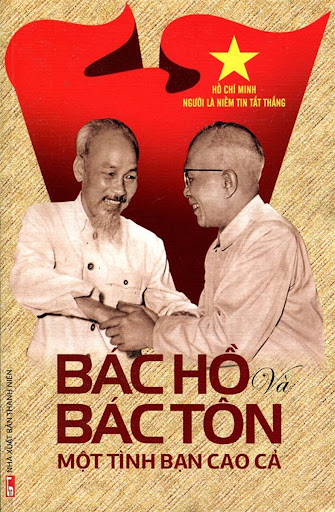 HỒ CHÍ MINH
NGƯỜI LÀ NIỀM TIN TẤT THẮNG
BÁC HỒ Và
BÁC TÔN
MỘT TÌNH BẠN CAO CẢ
NHÀ XUẤT BẢN THANH NIÊN